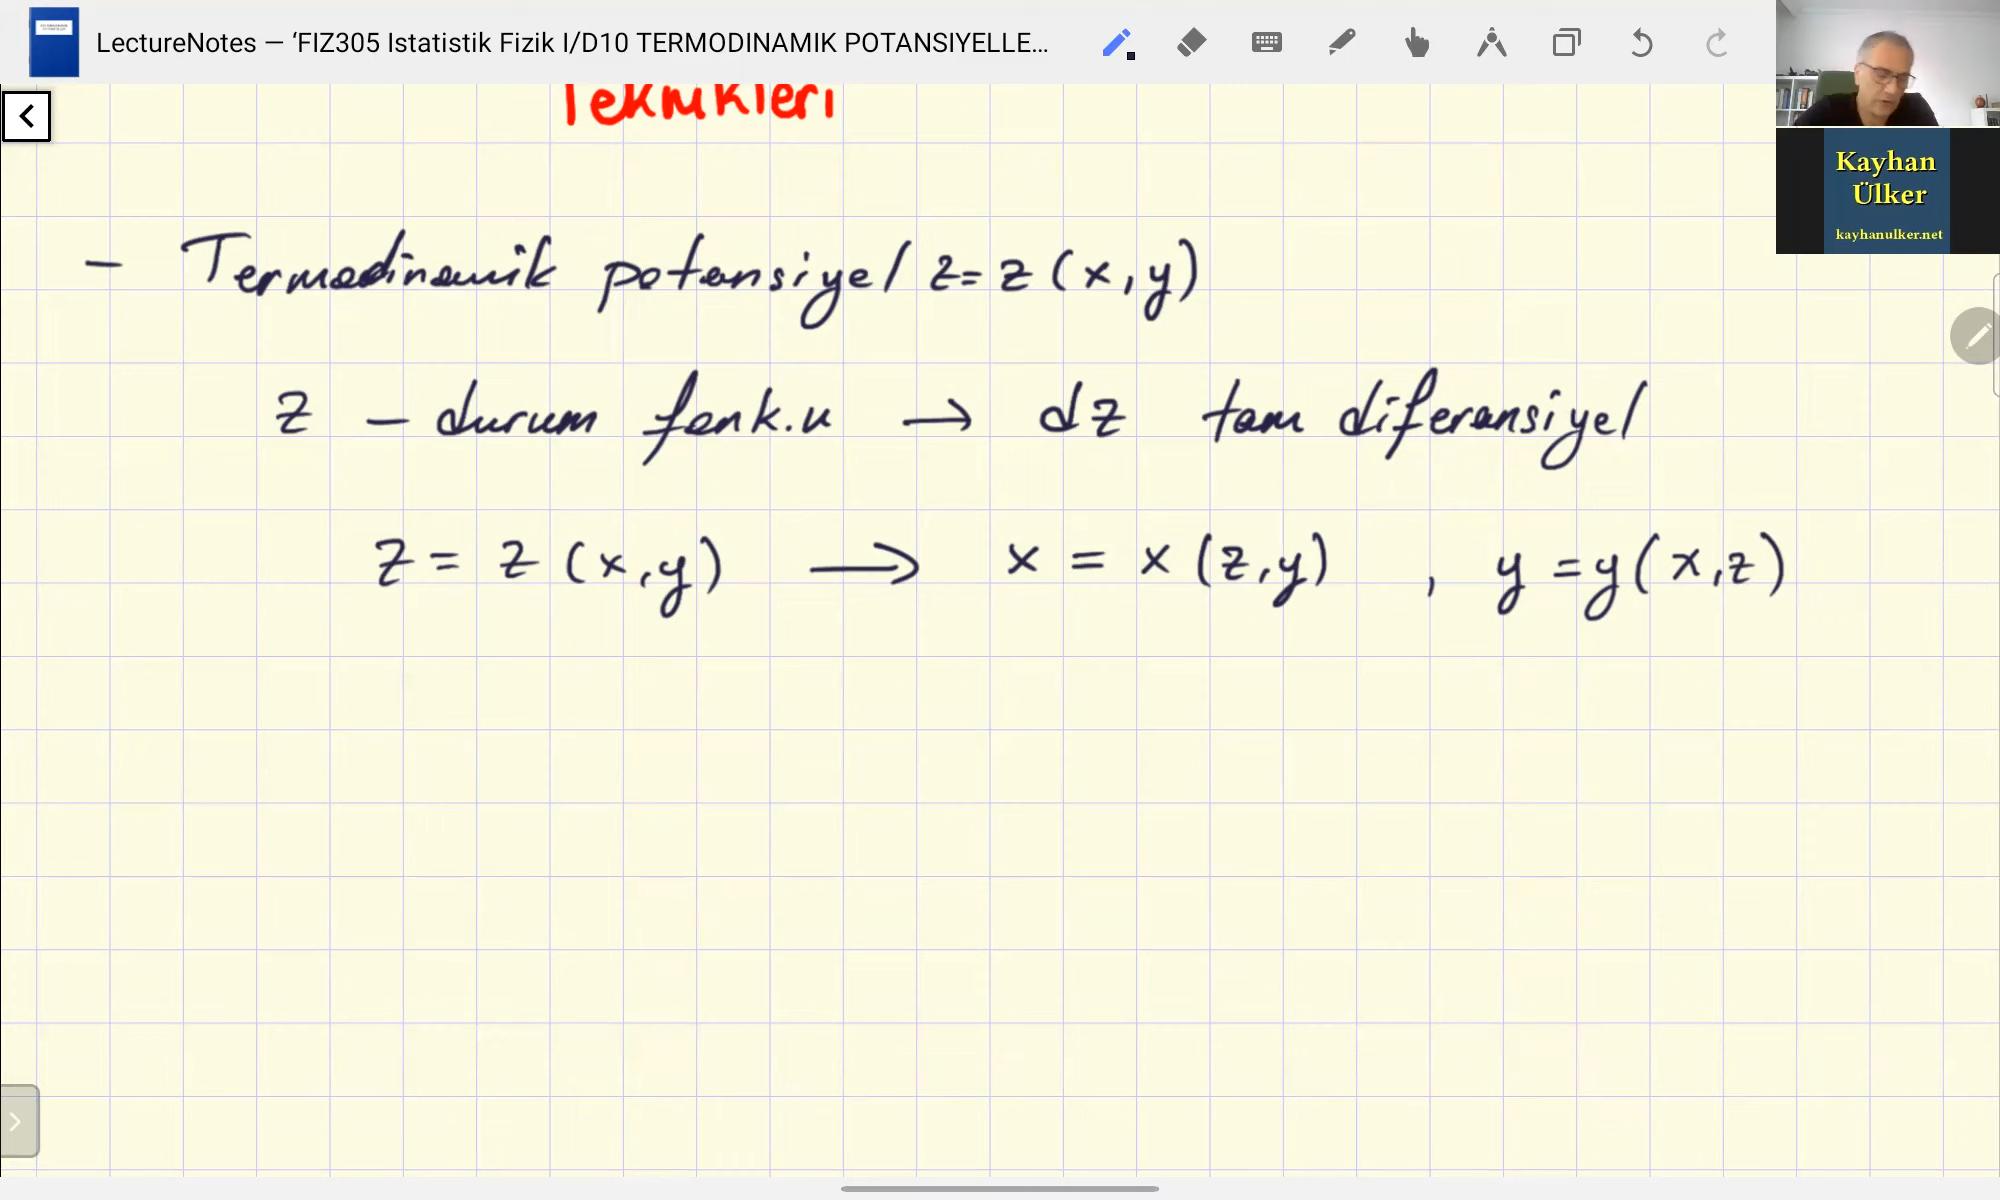 LectureNotes — ‘FIZ305 Istatistik Fizik I/D10 TERMODINAMIK POTANSIYELLE...
Kayhan
Ülker
kayhanulker.net
Teknikleri
- Termodinamik potansiyel z = z (x, y)
z - durum fonk.u → dz tam diferansiyel
z = z (x, y) → x = x (z, y) , y = y (x, z)